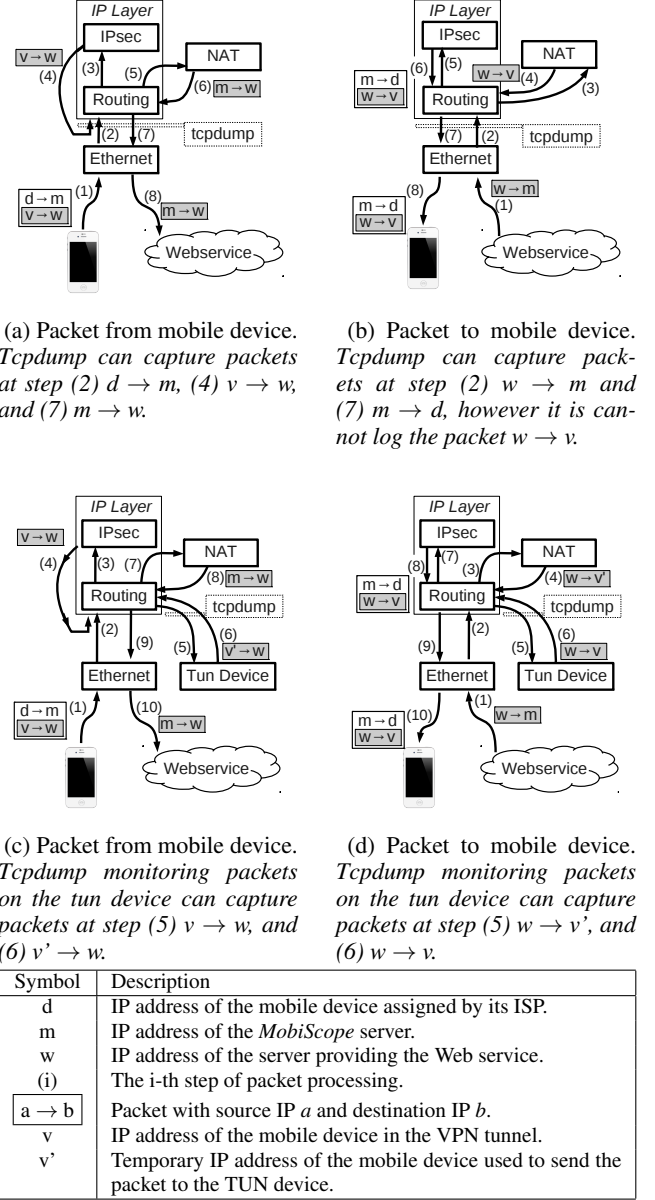 IP Layer
IPsec
NAT
v→w
(4)
(3)
(5)
(6) m→w
Routing
(2)
(7)
tcpdump
Ethernet
(1)
d→m
v→w
(8)
m→w
Webservice
IP Layer
IPsec
NAT
(6)
(5)
w→v (4)
(3)
m→d
w→v
Routing
tcpdump
(7)
(2)
Ethernet
(8)
w→m
(1)
m→d
w→v
Webservice
(a) Packet from mobile device.
Tcpdump can capture packets
at step (2) d → m, (4) v → w,
and (7) m → w.
(b) Packet to mobile device.
Tcpdump can capture pack-
ets at step (2) w → m and
(7) m → d, however it is can-
not log the packet w → v.
IP Layer
IPsec
NAT
v→w
(4)
(3)
(7)
(8) m→w
Routing
tcpdump
(2)
(9)
(5)
(6)
v'→w
Ethernet
Tun Device
d→m
(1)
v→w
(10)
m→w
Webservice
IP Layer
IPsec
NAT
(8)
(7)
(3)
(4) w→v'
m→d
w→v
Routing
tcpdump
(9)
(2)
(5)
(6)
w→v
Ethernet
Tun Device
(10)
(1)
w→m
m→d
w→v
Webservice
(c) Packet from mobile device.
Tcpdump monitoring packets
on the tun device can capture
packets at step (5) v → w, and
(6) v’ → w.
(d) Packet to mobile device.
Tcpdump monitoring packets
on the tun device can capture
packets at step (5) w → v’, and
(6) w → v.
Symbol Description
d IP address of the mobile device assigned by its ISP.
m IP address of the MobiScope server.
w IP address of the server providing the Web service.
(i) The i-th step of packet processing.
a → b Packet with source IP a and destination IP b.
v IP address of the mobile device in the VPN tunnel.
v’ Temporary IP address of the mobile device used to send the
packet to the TUN device.